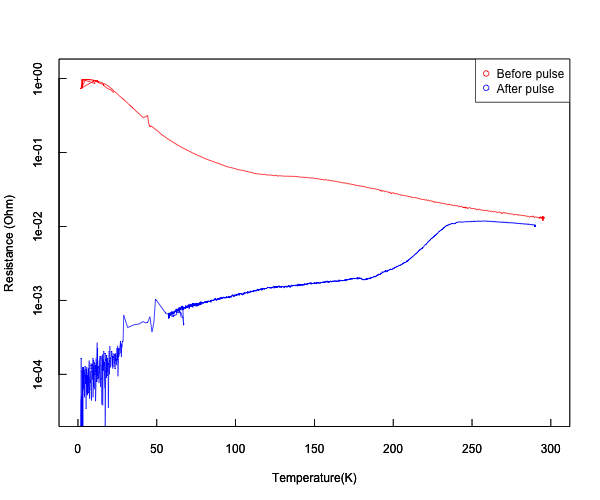 Before pulse
After pulse
1e+00
1e-01
1e-02
1e-03
1e-04
Resistance (Ohm)
0 50 100 150 200 250 300
Temperature(K)